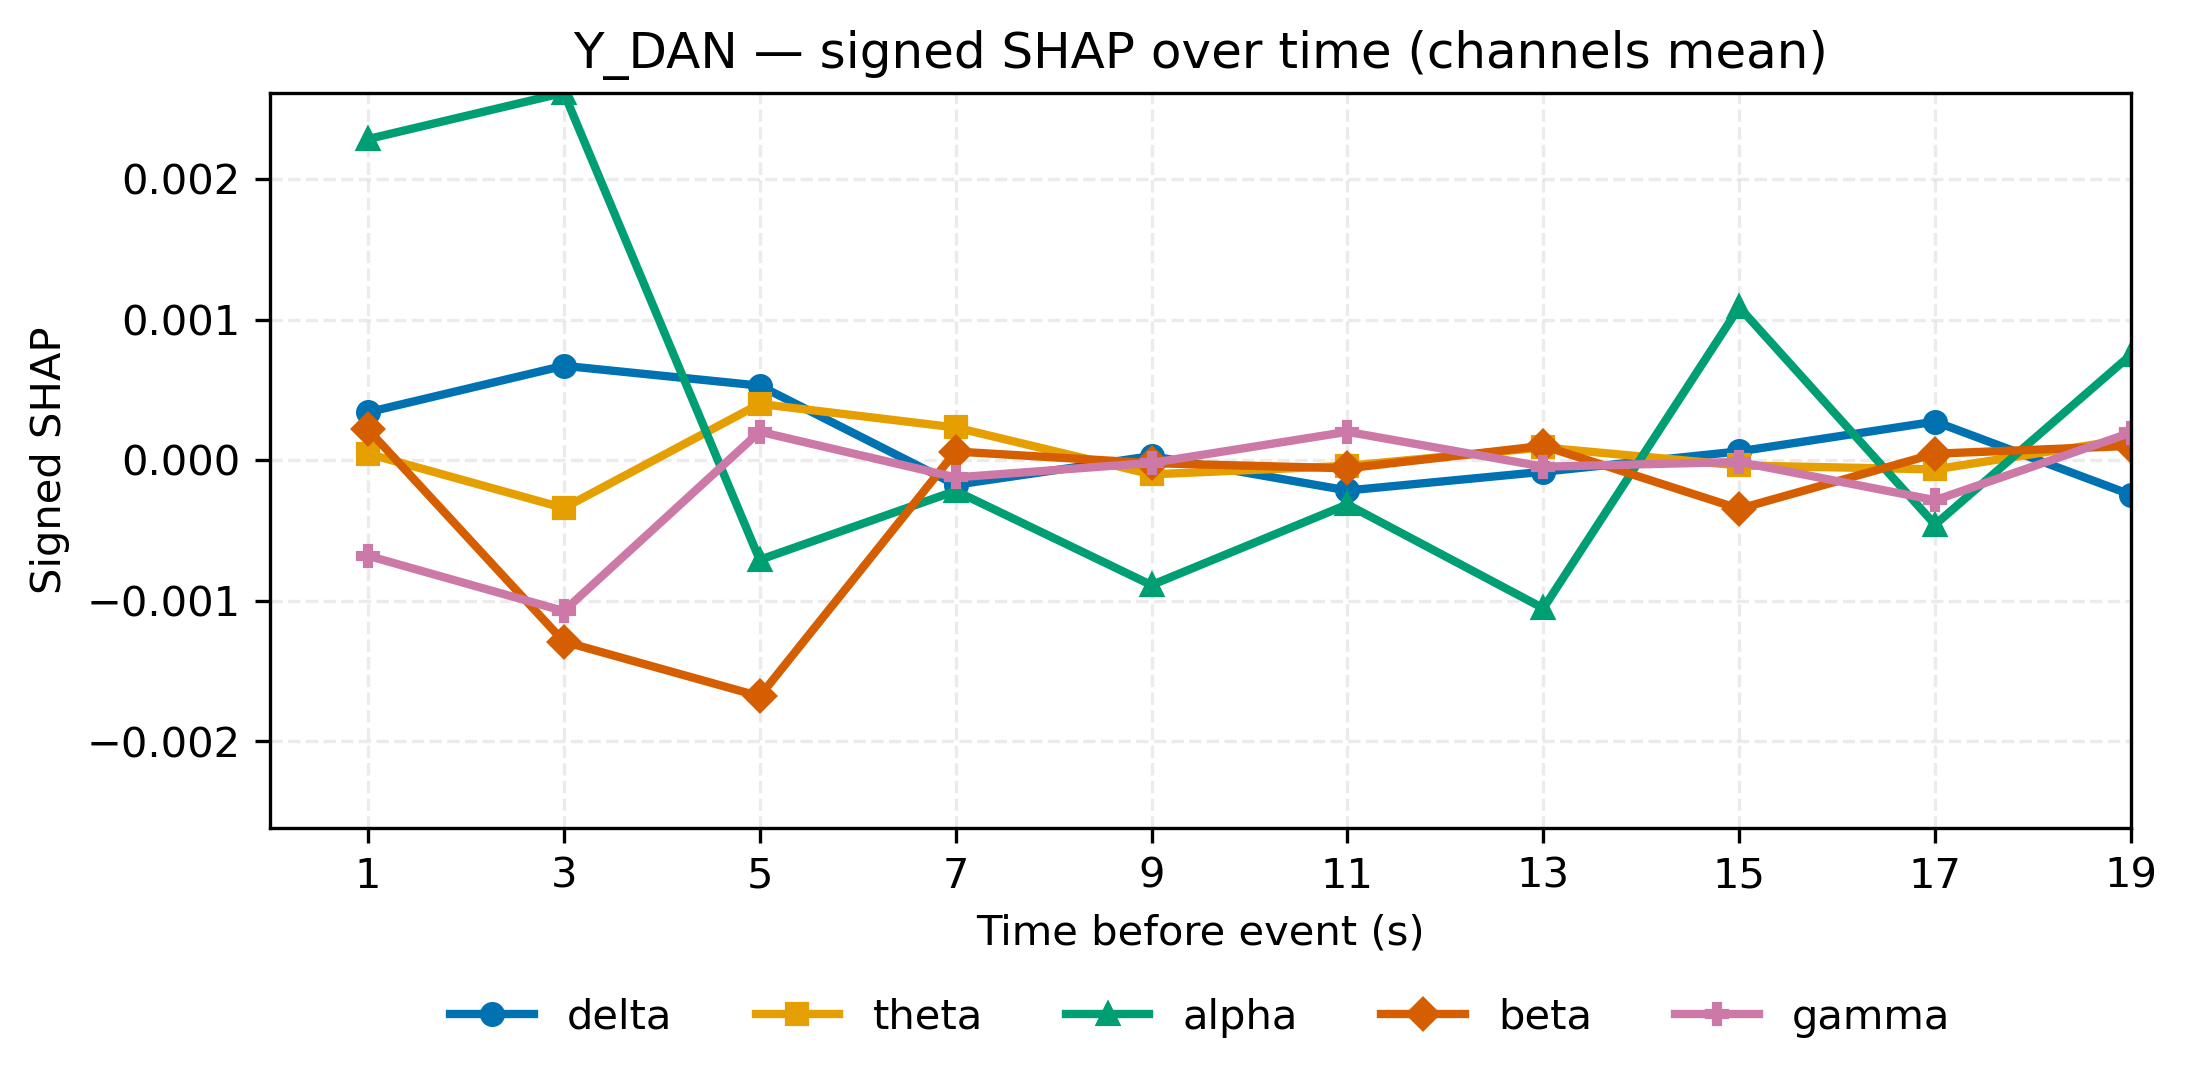 Y_DAN — signed SHAP over time (channels mean)
Signed SHAP
0.002
0.001
0.000
−0.001
−0.002
1 3 5 7 9 11 13 15 17 19
Time before event (s)
delta theta alpha beta gamma